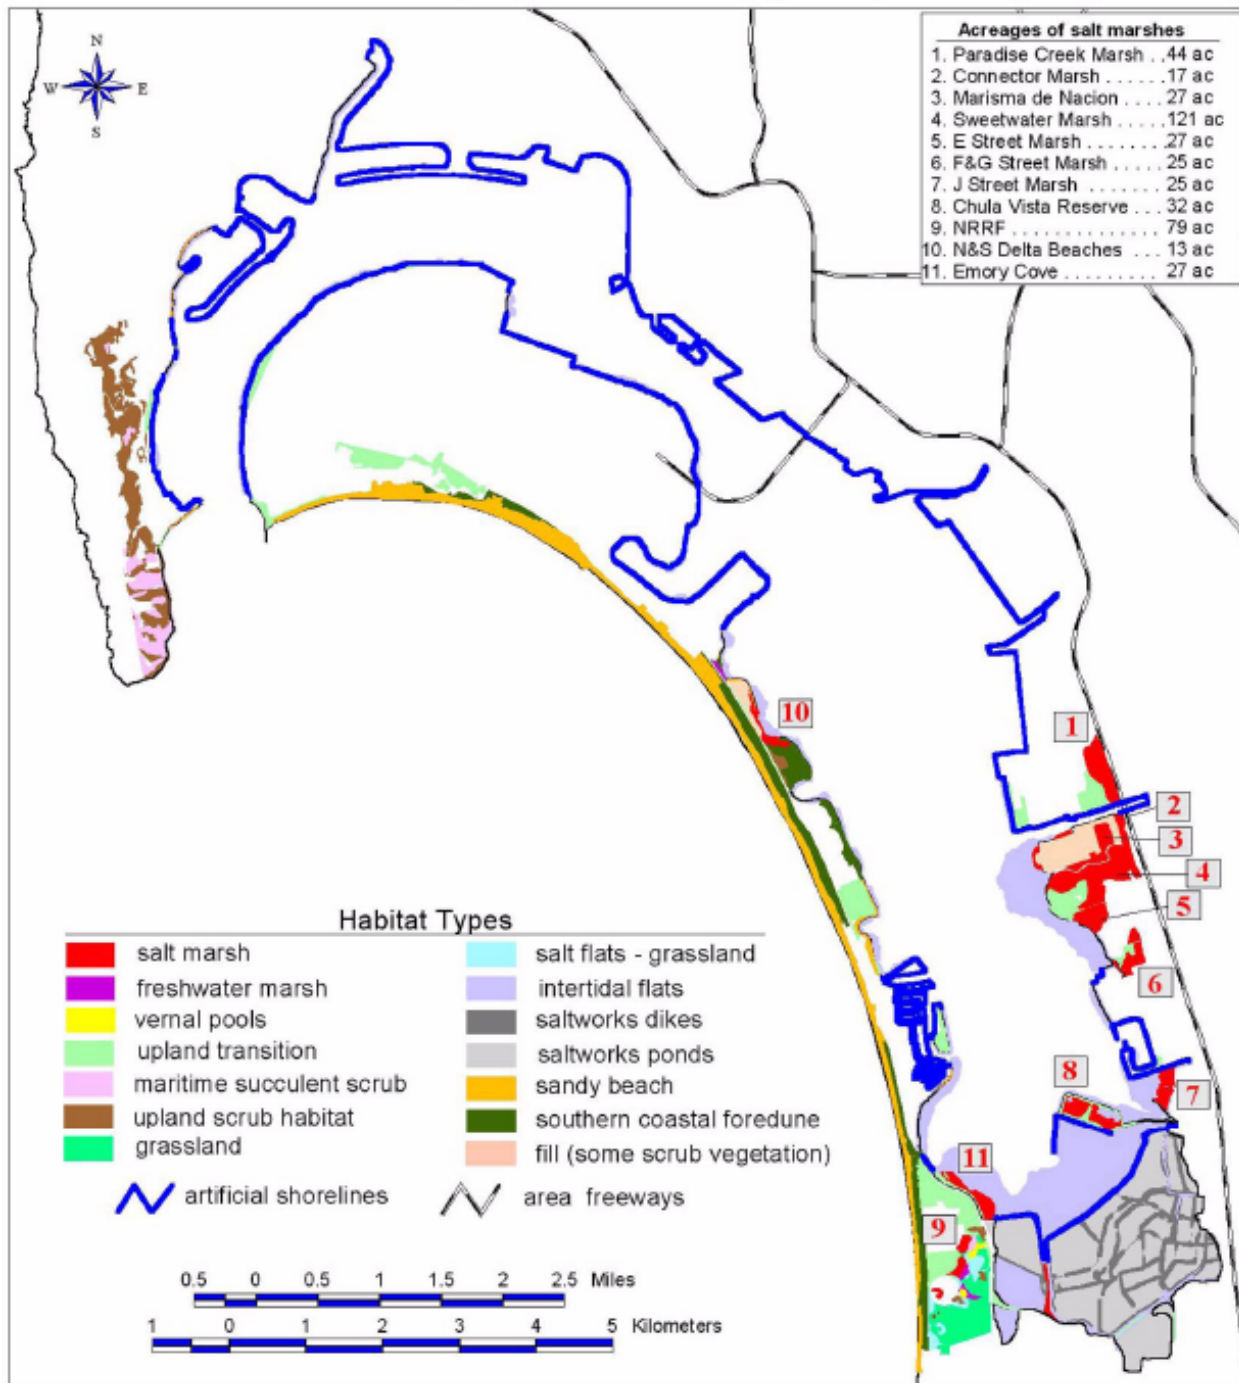 N
W E
S
Acreages of salt marshes
1. Paradise Creek Marsh . . 44 ac
2. Connector Marsh . . . . . . 17 ac
3. Marisma de Nacion . . . . 27 ac
4. Sweetwater Marsh . . . . . 121 ac
5. E Street Marsh . . . . . . . . 27 ac
6. F&G Street Marsh . . . . . 25 ac
7. J Street Marsh . . . . . . . 25 ac
8. Chula Vista Reserve . . . 32 ac
9. NRRF . . . . . . . . . . . . . . 79 ac
10. N&S Delta Beaches . . . 13 ac
11. Emory Cove . . . . . . . . . 27 ac
10
1
2
3
4
5
6
8
7
11
9
Habitat Types
salt marsh
freshwater marsh
vernal pools
upland transition
maritime succulent scrub
upland scrub habitat
grassland
salt flats - grassland
intertidal flats
saltworks dikes
saltworks ponds
sandy beach
southern coastal foredune
fill (some scrub vegetation)
artificial shorelines
area freeways
0.5 0 0.5 1 1.5 2 2.5 Miles
1 0 1 2 3 4 5 Kilometers